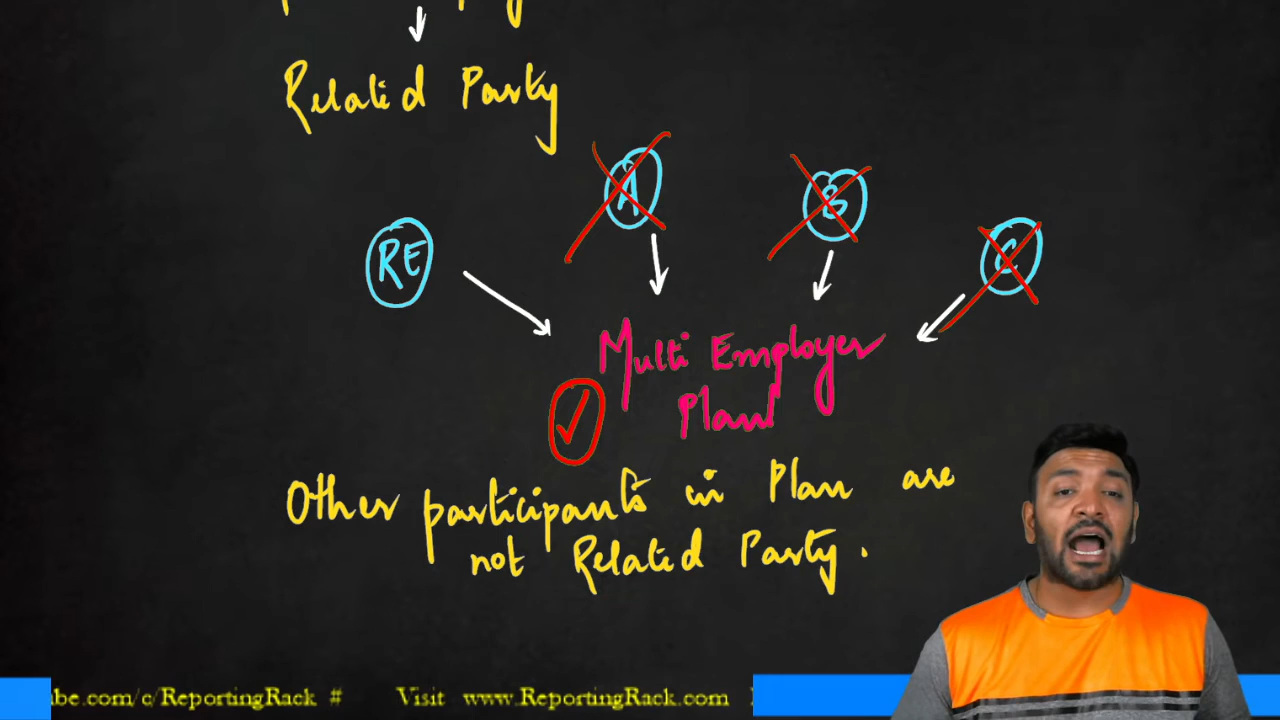 Related Party
A
B
RE
C
Multi Employer
Plan
Other participants in Plan are
not Related Party.
be.com/c/ReportingRack # Visit www.ReportingRack.com